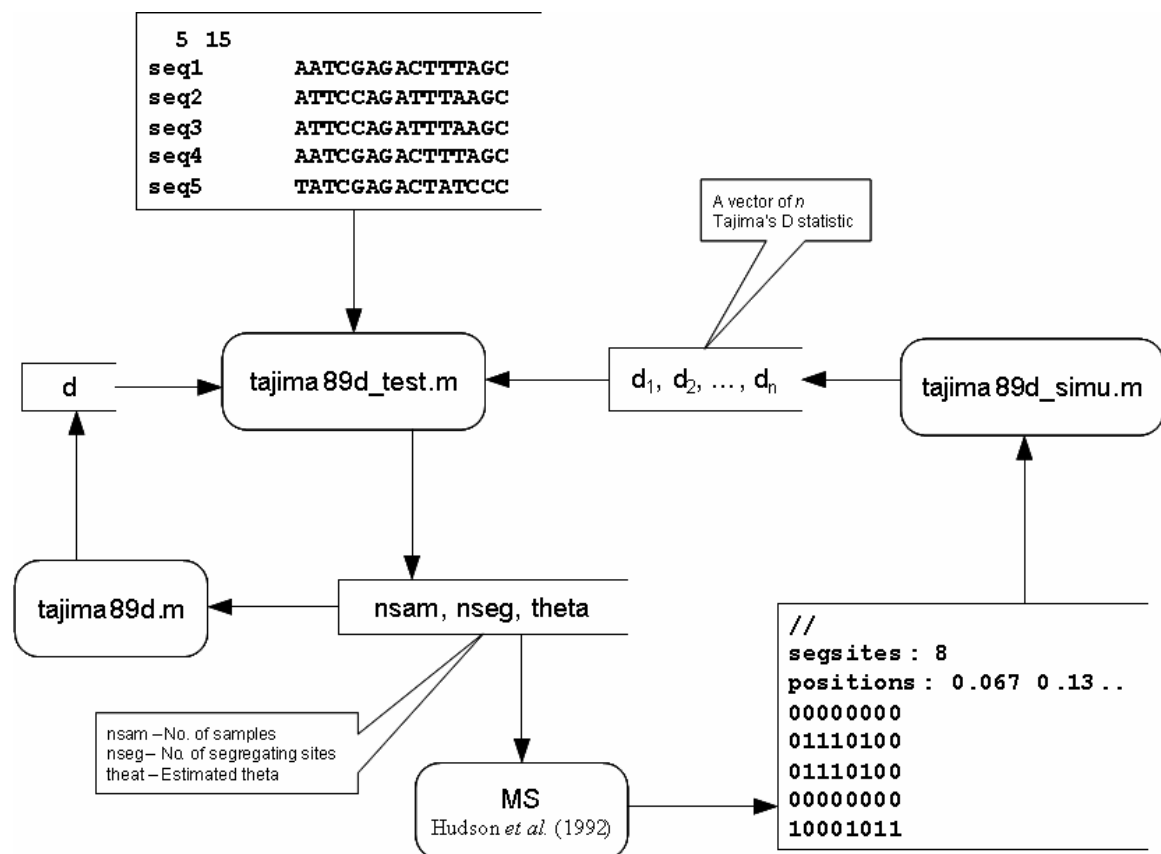 5 15
seq1 AATCGAGACTTTAGC
seq2 ATTCCAGATTTAAGC
seq3 ATTCCAGATTTAAGC
seq4 AATCGAGACTTTAGC
seq5 TATCGAGACTATCCC
A vector of n
Tajima's D statistic
d
tajima89d_test.m
d1, d2, ..., dn
tajima89d_simu.m
tajima89d.m
nsam, nseg, theta
nsam – No. of samples
nseg – No. of segregating sites
theat – Estimated theta
MS
Hudson et al. (1992)
//
segsites: 8
positions: 0.067 0.13..
00000000
01110100
01110100
00000000
10001011